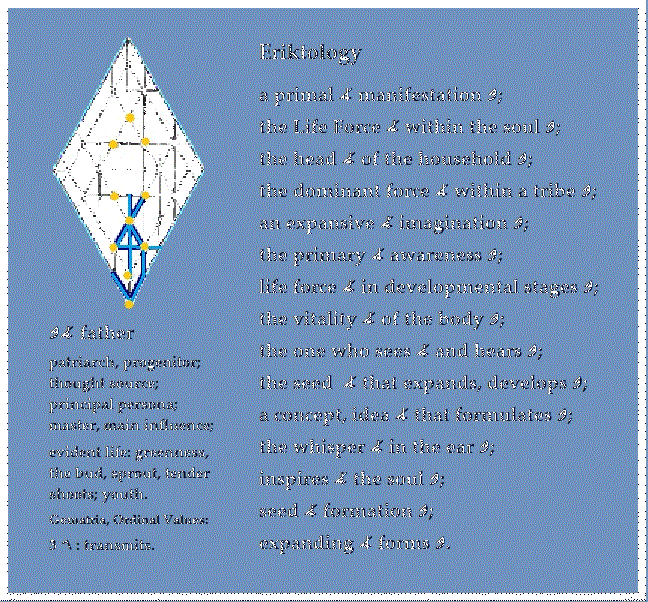 Eriktology
a primal 𐤀 manifestation 𐤁;
the Life Force 𐤀 within the soul 𐤁;
the head 𐤀 of the household 𐤁;
the dominant force 𐤀 within a tribe 𐤁;
an expansive 𐤀 imagination 𐤁;
the primary 𐤀 awareness 𐤁;
life force 𐤀 in developmental stages 𐤁;
the vitality 𐤀 of the body 𐤁;
the one who sees 𐤀 and hears 𐤁;
the seed 𐤀 that expands, develops 𐤁;
a concept, idea 𐤀 that formulates 𐤁;
the whisper 𐤀 in the ear 𐤁;
inspires 𐤀 the soul 𐤁;
seed 𐤀 formation 𐤁;
expanding 𐤀 forms 𐤁.
𐤁𐤀 father
patriarch, progenitor;
thought source;
principal persons;
master, main influence;
evident life: greenness,
the bud, sprout, tender
shoots; youth.
Gematria, Ordinal Values:
3 : transmits.